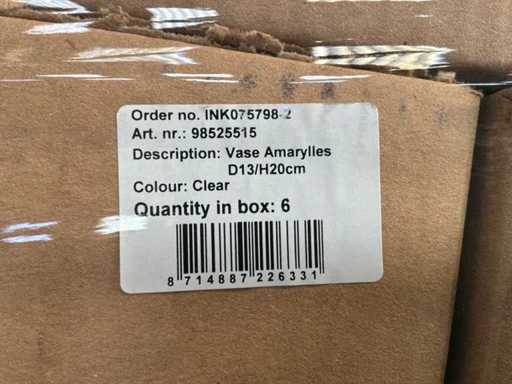 Order no. INK075798-2
Art. nr.: 98525515
Description: Vase Amarylles
D13/H20cm
Colour: Clear
Quantity in box: 6
8 714887 226331